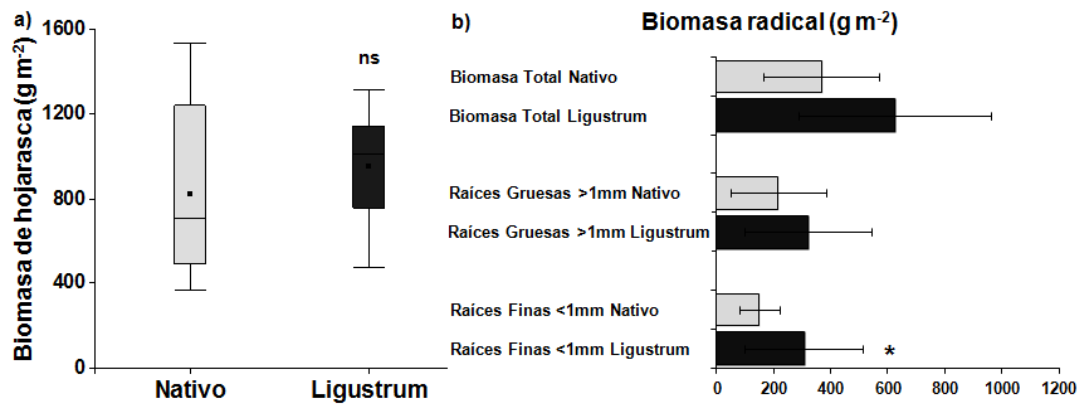 a)
Biomasa de hojarasca (g m-2)
1600
1200
800
400
0
ns
Nativo
Ligustrum
b)
Biomasa radical (g m-2)
Biomasa Total Nativo
Biomasa Total Ligustrum
Raíces Gruesas >1mm Nativo
Raíces Gruesas >1mm Ligustrum
Raíces Finas <1mm Nativo
Raíces Finas <1mm Ligustrum
*
0 200 400 600 800 1000 1200